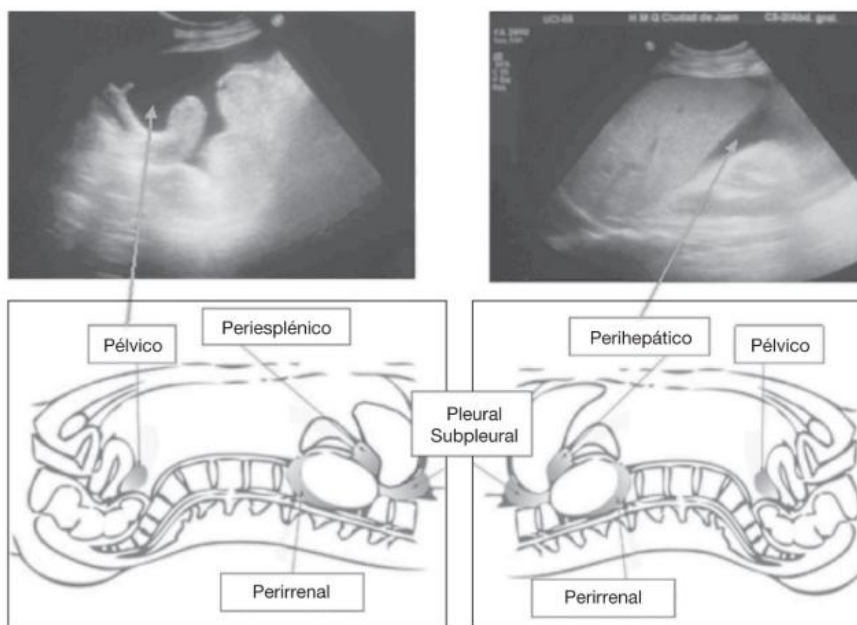 UCI-03
H M Q Ciudad de Jaen
C5-2/Abd. gral.
Periesplénico
Pélvico
Perihepático
Pélvico
Pleural
Subpleural
Perirrenal
Perirrenal